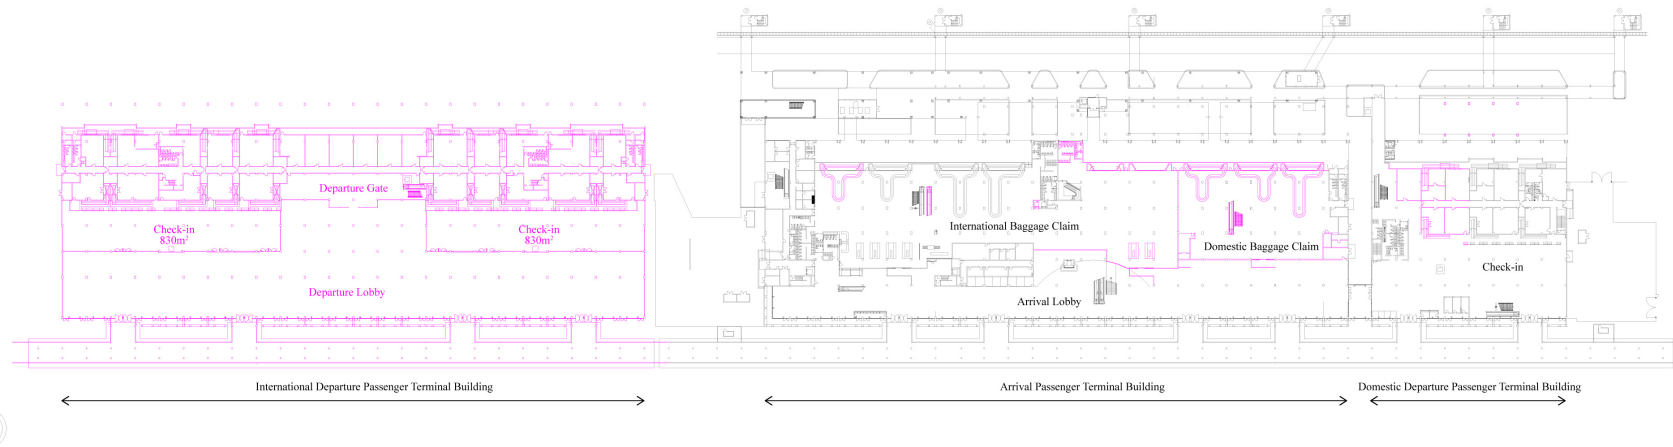 Departure Gate
Check-in
830m²
Check-in
830m²
Departure Lobby
International Baggage Claim
Domestic Baggage Claim
Arrival Lobby
Check-in
International Departure Passenger Terminal Building
Arrival Passenger Terminal Building
Domestic Departure Passenger Terminal Building